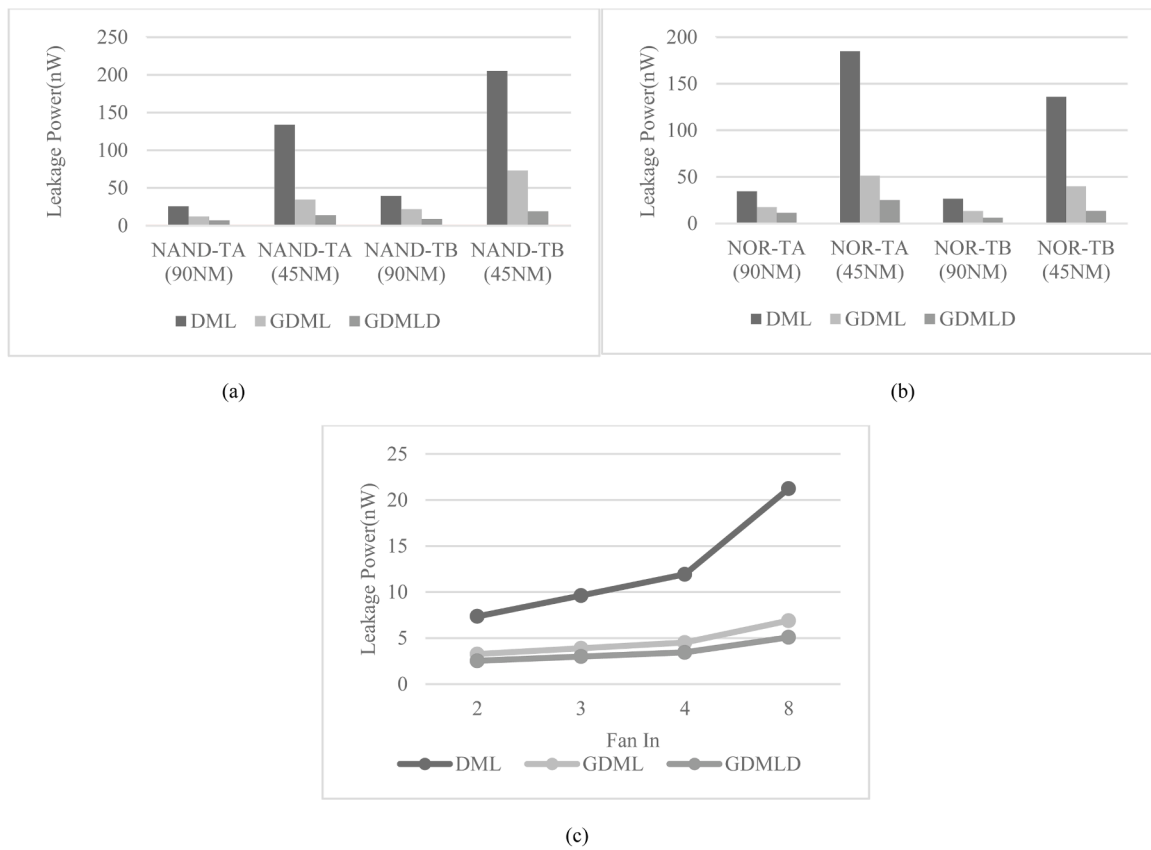 Leakage Power(nW)
250
200
150
100
50
0
NAND-TA NAND-TA NAND-TB NAND-TB
(90NM) (45NM) (90NM) (45NM)
DML GDML GDMLD
(a)
Leakage Power(nW)
200
150
100
50
0
NOR-TA NOR-TA NOR-TB NOR-TB
(90NM) (45NM) (90NM) (45NM)
DML GDML GDMLD
(b)
Leakage Power(nW)
25
20
15
10
5
0
2 3 4 8
Fan In
DML GDML GDMLD
(c)